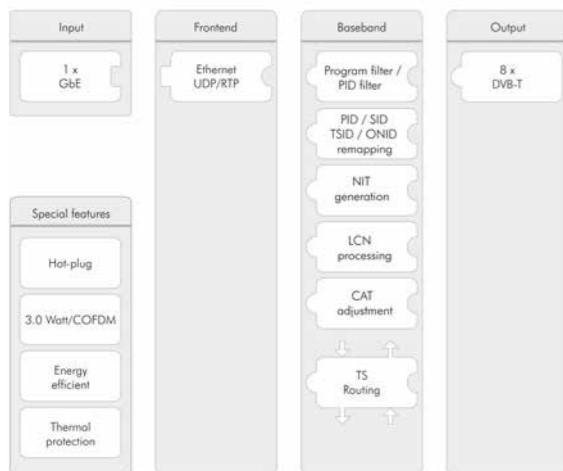 Input
1 x
GbE
Special features
Hot-plug
3.0 Watt/COFDM
Energy
efficient
Thermal
protection
Frontend
Ethernet
UDP/RTP
Baseband
Program filter /
PID filter
PID / SID
TSID / ONID
remapping
NIT
generation
LCN
processing
CAT
adjustment
TS
Routing
Output
8 x
DVB-T